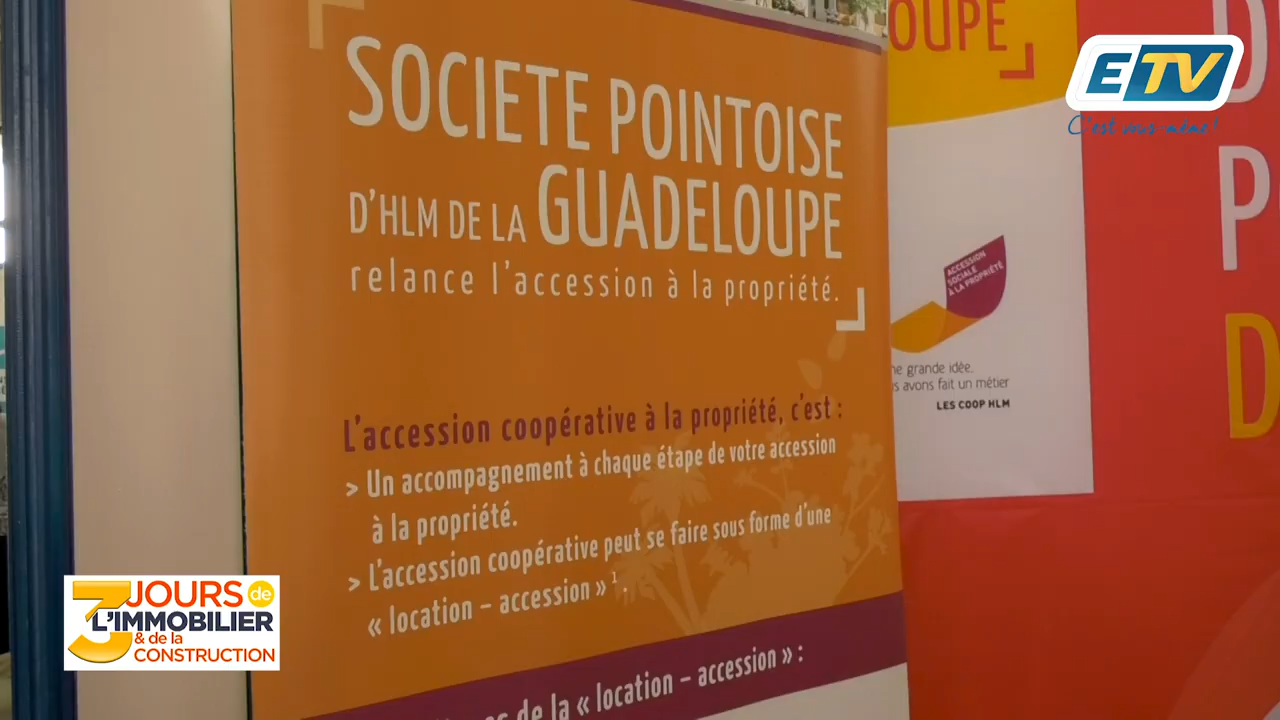 SOCIETE POINTOISE
D'HLM DE LA GUADELOUPE
relance l'accession à la propriété.
L'accession coopérative à la propriété, c'est :
> Un accompagnement à chaque étape de votre accession
à la propriété.
> L'accession coopérative peut se faire sous forme d'une
« location – accession » ¹.
de la « location – accession » :
OUPE
ACCESSION
SOCIALE
À LA PROPRIÉTÉ
grande idée,
avons fait un métier
LES COOP HLM
D
P
D
ETV
C'est vous-même !
3 JOURS de
L'IMMOBILIER
& de la
CONSTRUCTION